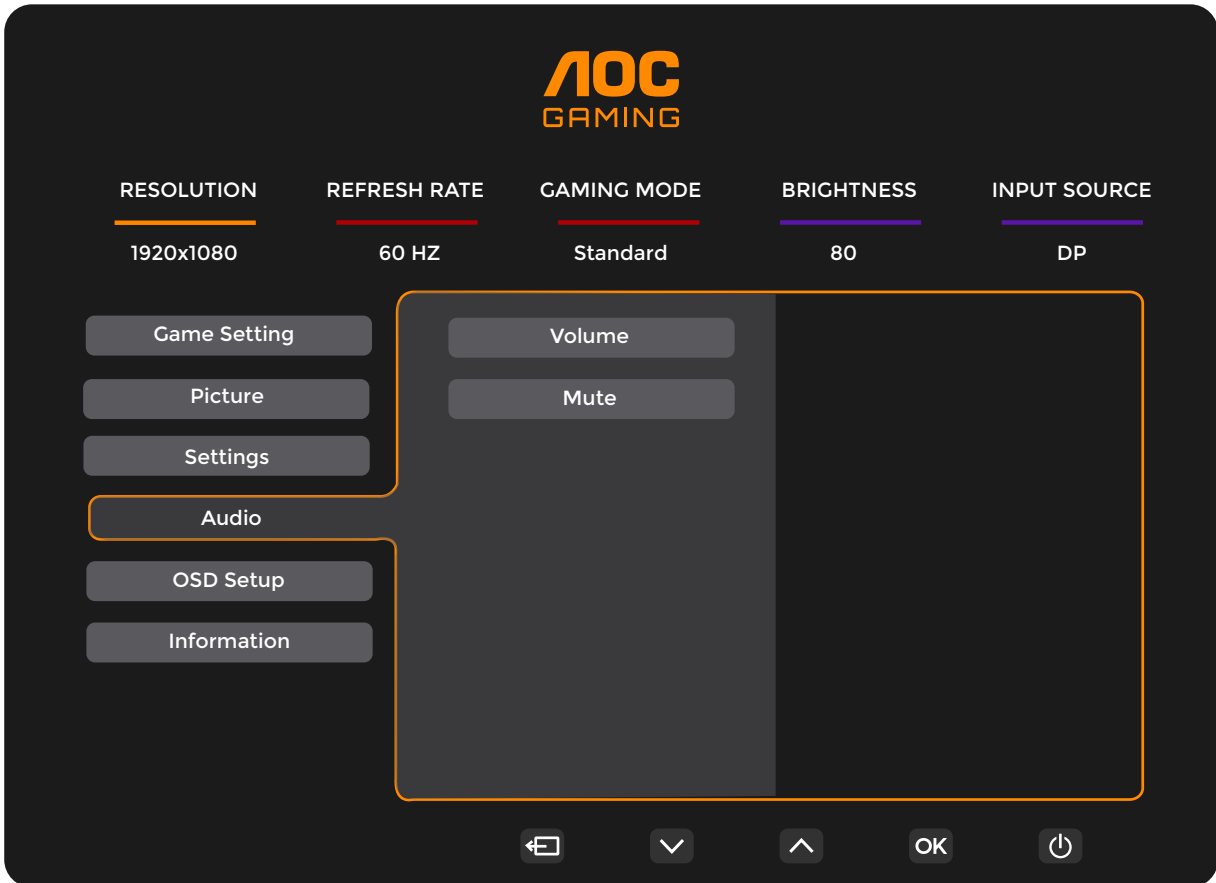 AOC
GAMING
RESOLUTION REFRESH RATE GAMING MODE BRIGHTNESS INPUT SOURCE
1920x1080 60 HZ Standard 80 DP
Game Setting Volume
Picture Mute
Settings
Audio
OSD Setup
Information
OK